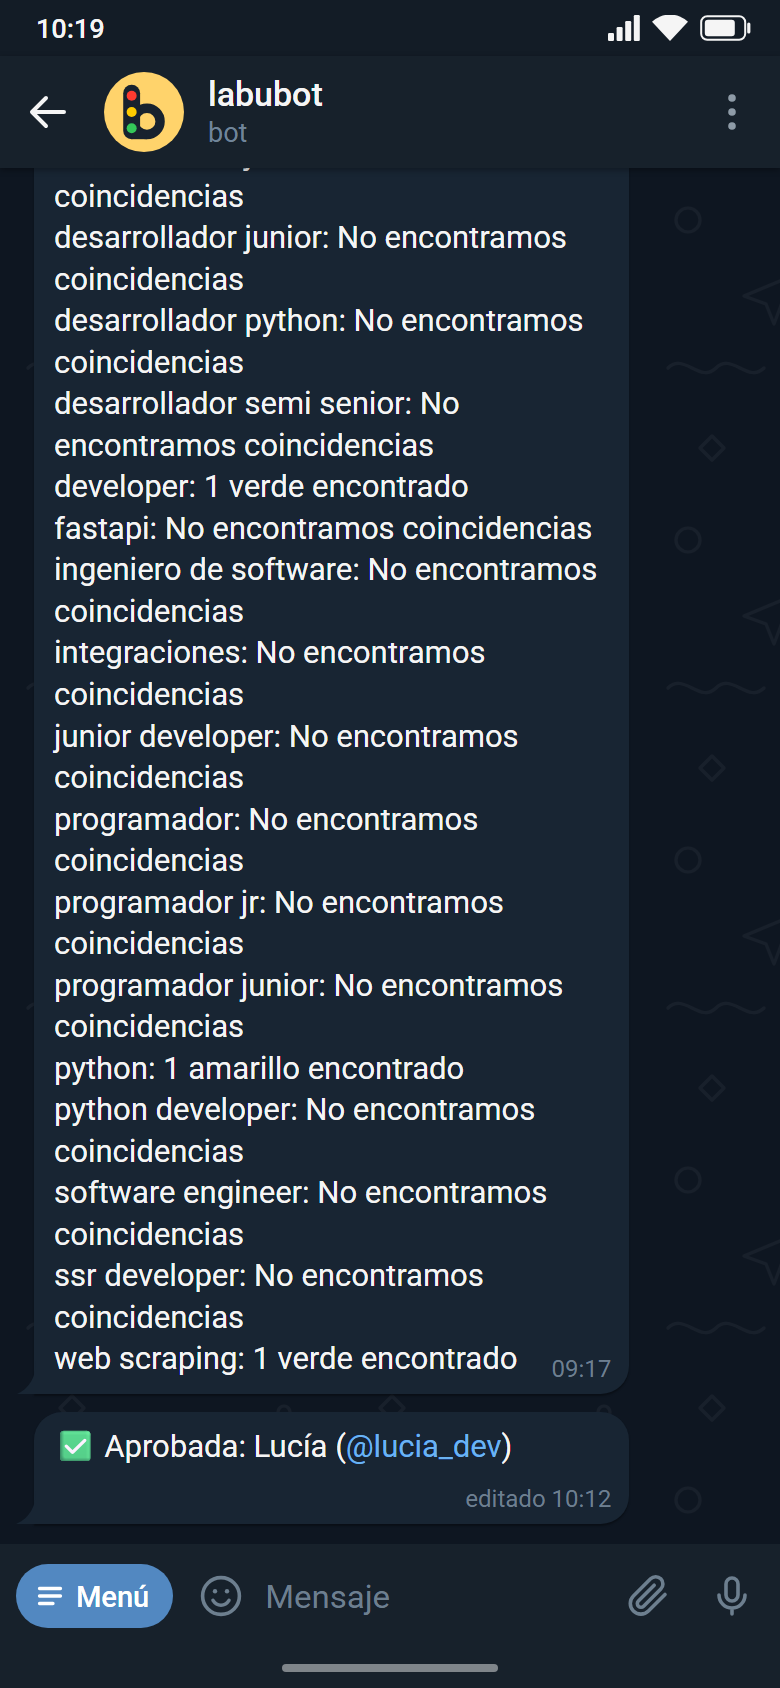 10:19
labubot
bot
coincidencias
desarrollador junior: No encontramos
coincidencias
desarrollador python: No encontramos
coincidencias
desarrollador semi senior: No
encontramos coincidencias
developer: 1 verde encontrado
fastapi: No encontramos coincidencias
ingeniero de software: No encontramos
coincidencias
integraciones: No encontramos
coincidencias
junior developer: No encontramos
coincidencias
programador: No encontramos
coincidencias
programador jr: No encontramos
coincidencias
programador junior: No encontramos
coincidencias
python: 1 amarillo encontrado
python developer: No encontramos
coincidencias
software engineer: No encontramos
coincidencias
ssr developer: No encontramos
coincidencias
web scraping: 1 verde encontrado 09:17
✅ Aprobada: Lucía (@lucia_dev)
editado 10:12
Menú Mensaje